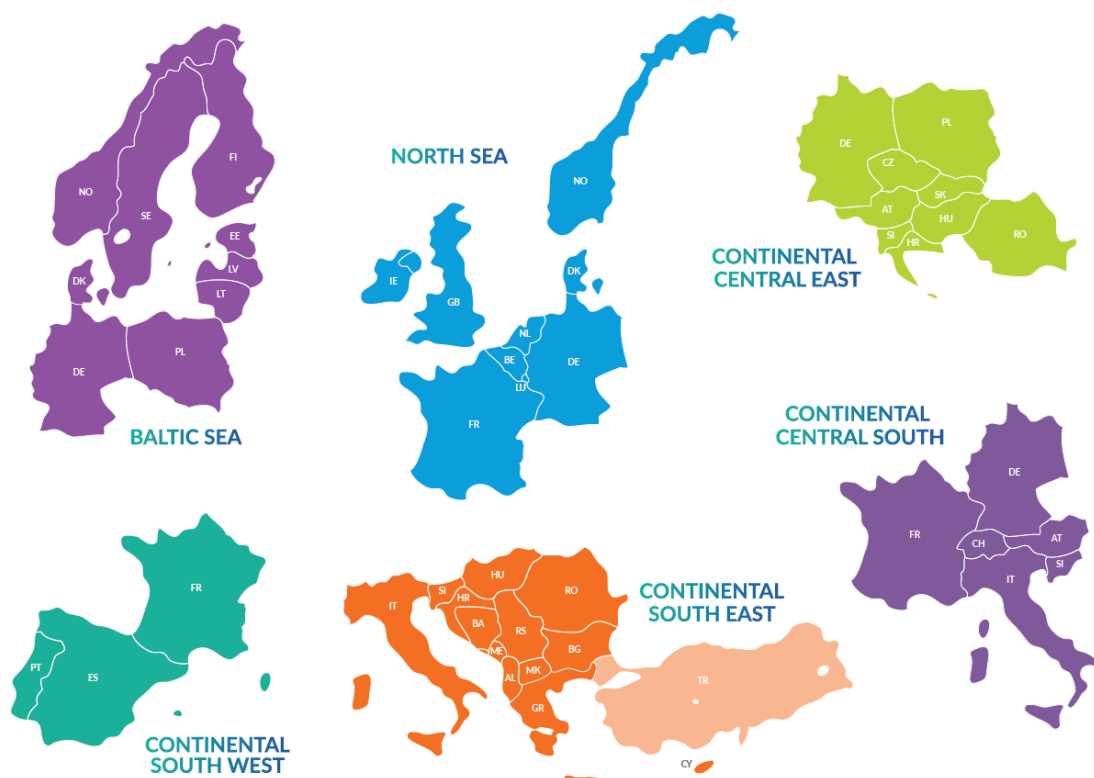 NO
SE
FI
EE
LV
LT
DK
DE
PL
BALTIC SEA
NORTH SEA
NO
IE
GB
DK
NL
BE
LU
DE
FR
DE
PL
CZ
SK
AT
HU
SI
HR
RO
CONTINENTAL
CENTRAL EAST
CONTINENTAL
CENTRAL SOUTH
DE
FR
CH
AT
SI
IT
FR
PT
ES
CONTINENTAL
SOUTH WEST
IT
SI
HU
HR
RO
BA
RS
ME
BG
MK
AL
GR
TR
CY
CONTINENTAL
SOUTH EAST